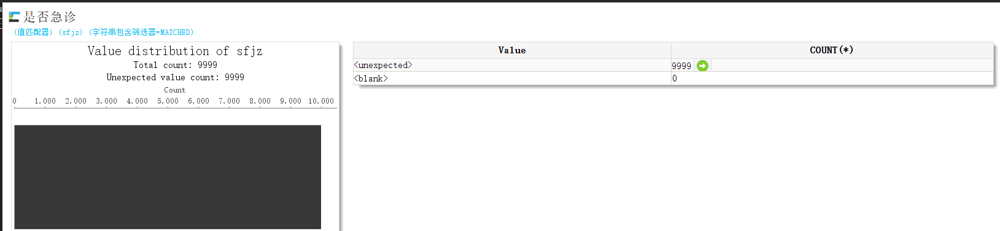 是否急诊
(值匹配器) (sfjz) (字符串包含筛选器=MATCHED)
Value distribution of sfjz
Total count: 9999
Unexpected value count: 9999
Count
0 1,000 2,000 3,000 4,000 5,000 6,000 7,000 8,000 9,000 10,000
Value COUNT(*)
<unexpected> 9999
<blank> 0